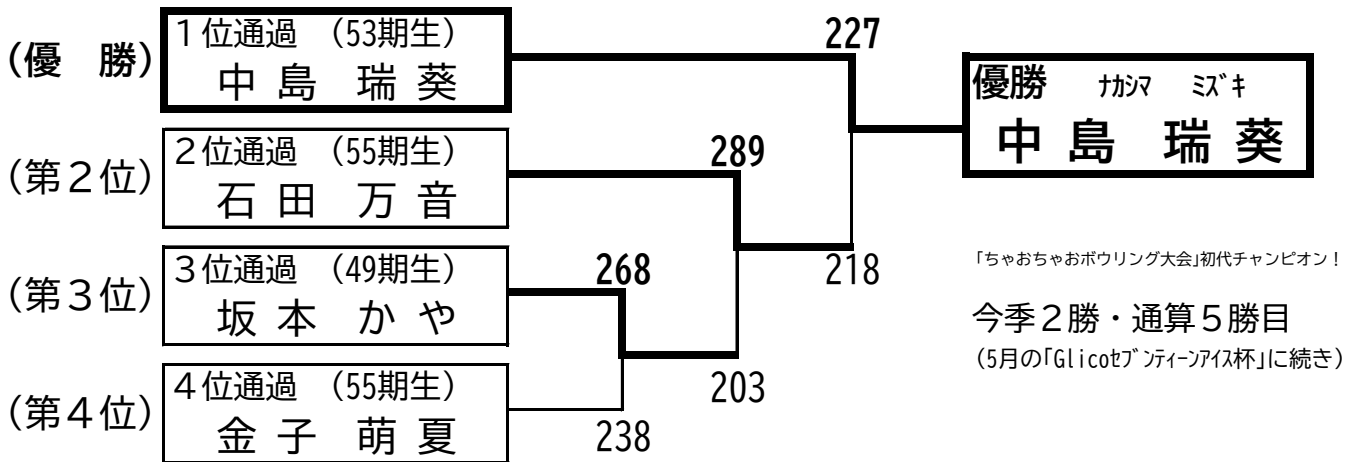 (優 勝)
1位通過 (53期生)
中島 瑞葵
(第2位)
2位通過 (55期生)
石田 万音
(第3位)
3位通過 (49期生)
坂本 かや
(第4位)
4位通過 (55期生)
金子 萌夏
227
289
268
218
203
238
優勝 ナカシマ ミズキ
中島 瑞葵
「ちゃおちゃおボウリング大会」初代チャンピオン!
今季2勝・通算5勝目
(5月の「Glicoセブンティーンアイス杯」に続き)